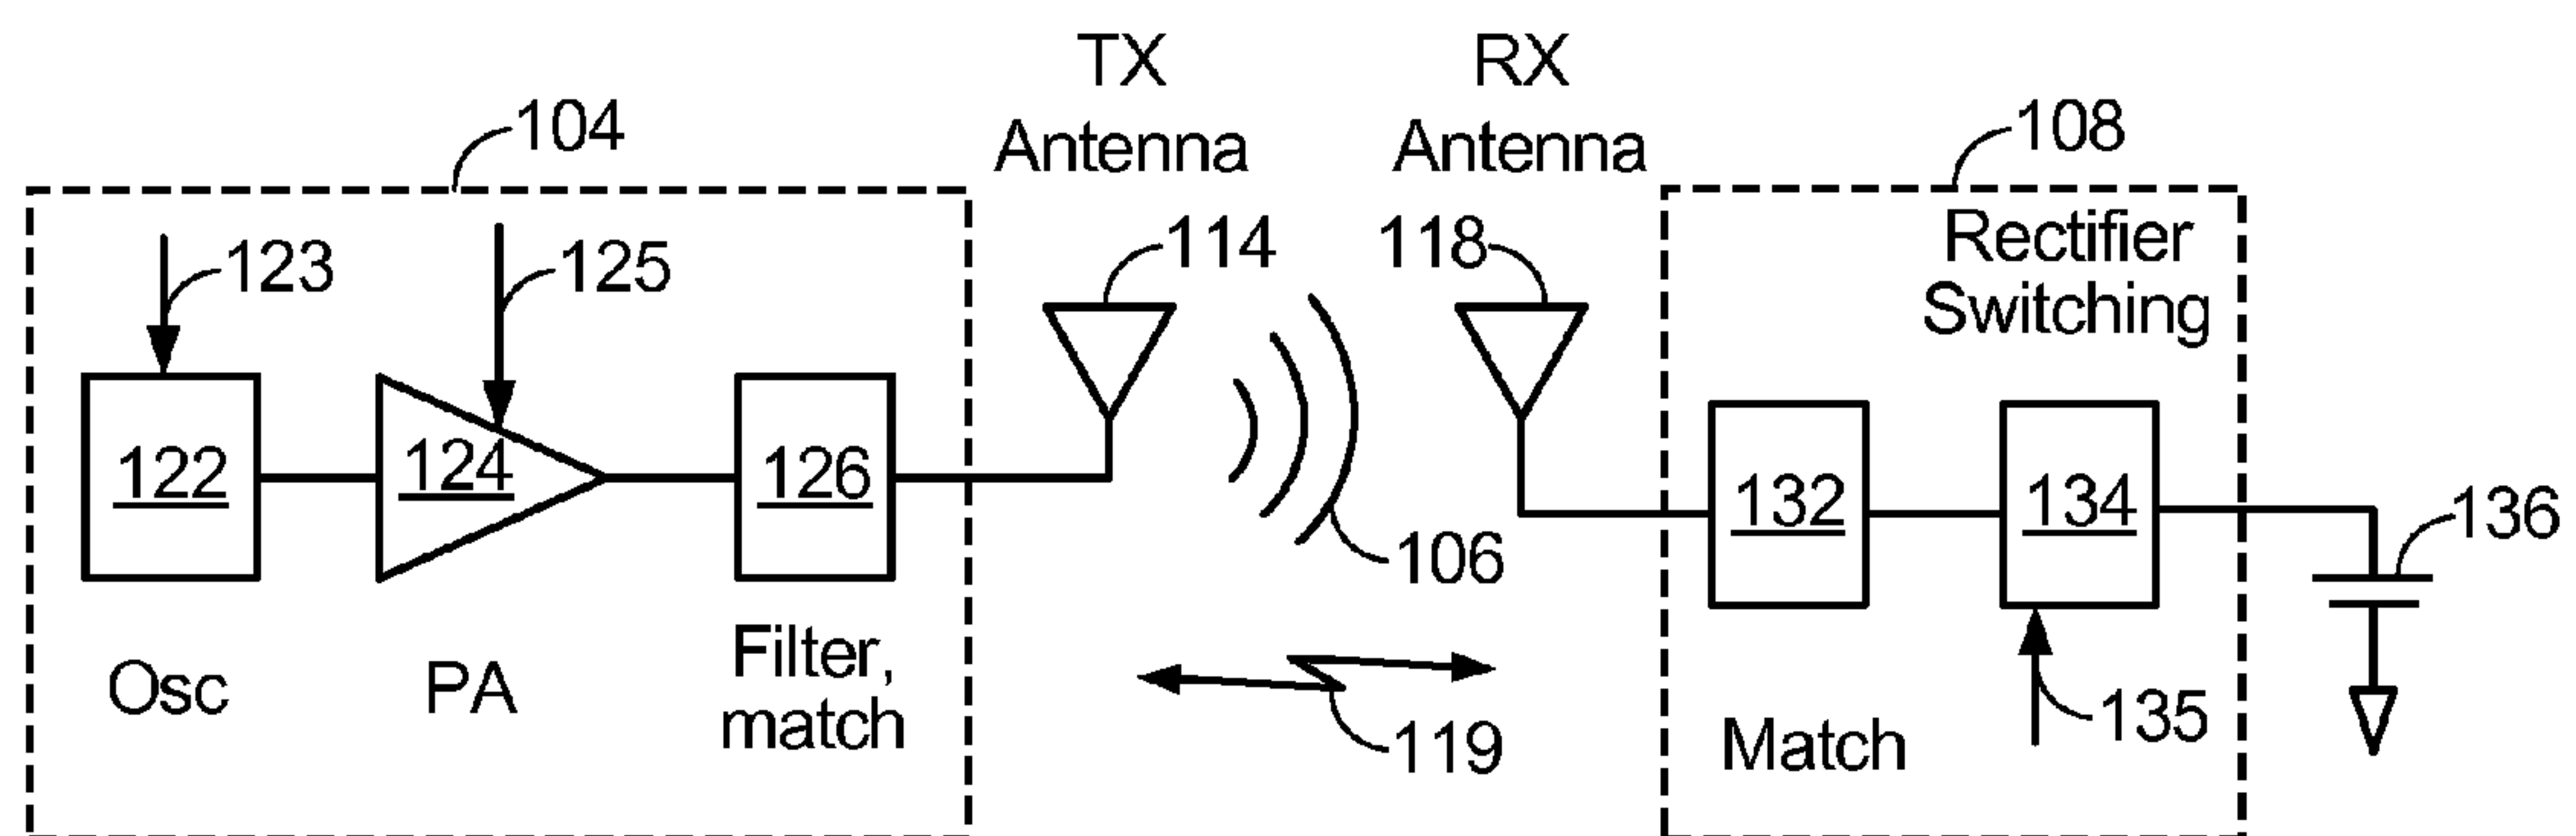 TX
Antenna
RX
Antenna
104
108
114
118
Rectifier
Switching
123
125
122
124
126
132
134
136
106
Osc
PA
Filter,
match
119
Match
135